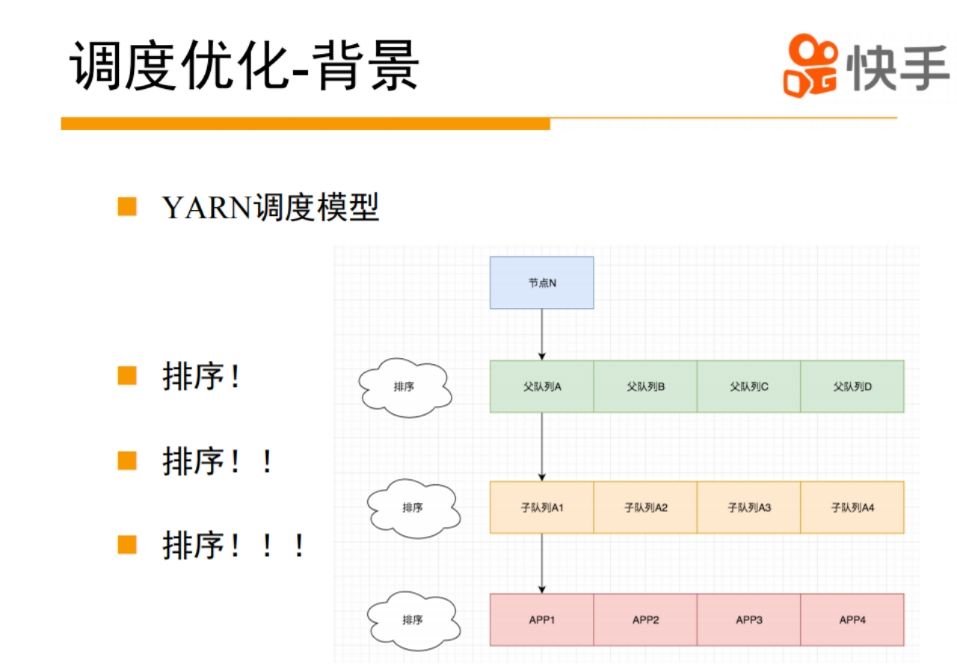 调度优化-背景
快手
YARN调度模型
节点N
排序!
排序
父队列A 父队列B 父队列C 父队列D
排序!!
排序
子队列A1 子队列A2 子队列A3 子队列A4
排序!!!
排序
APP1 APP2 APP3 APP4